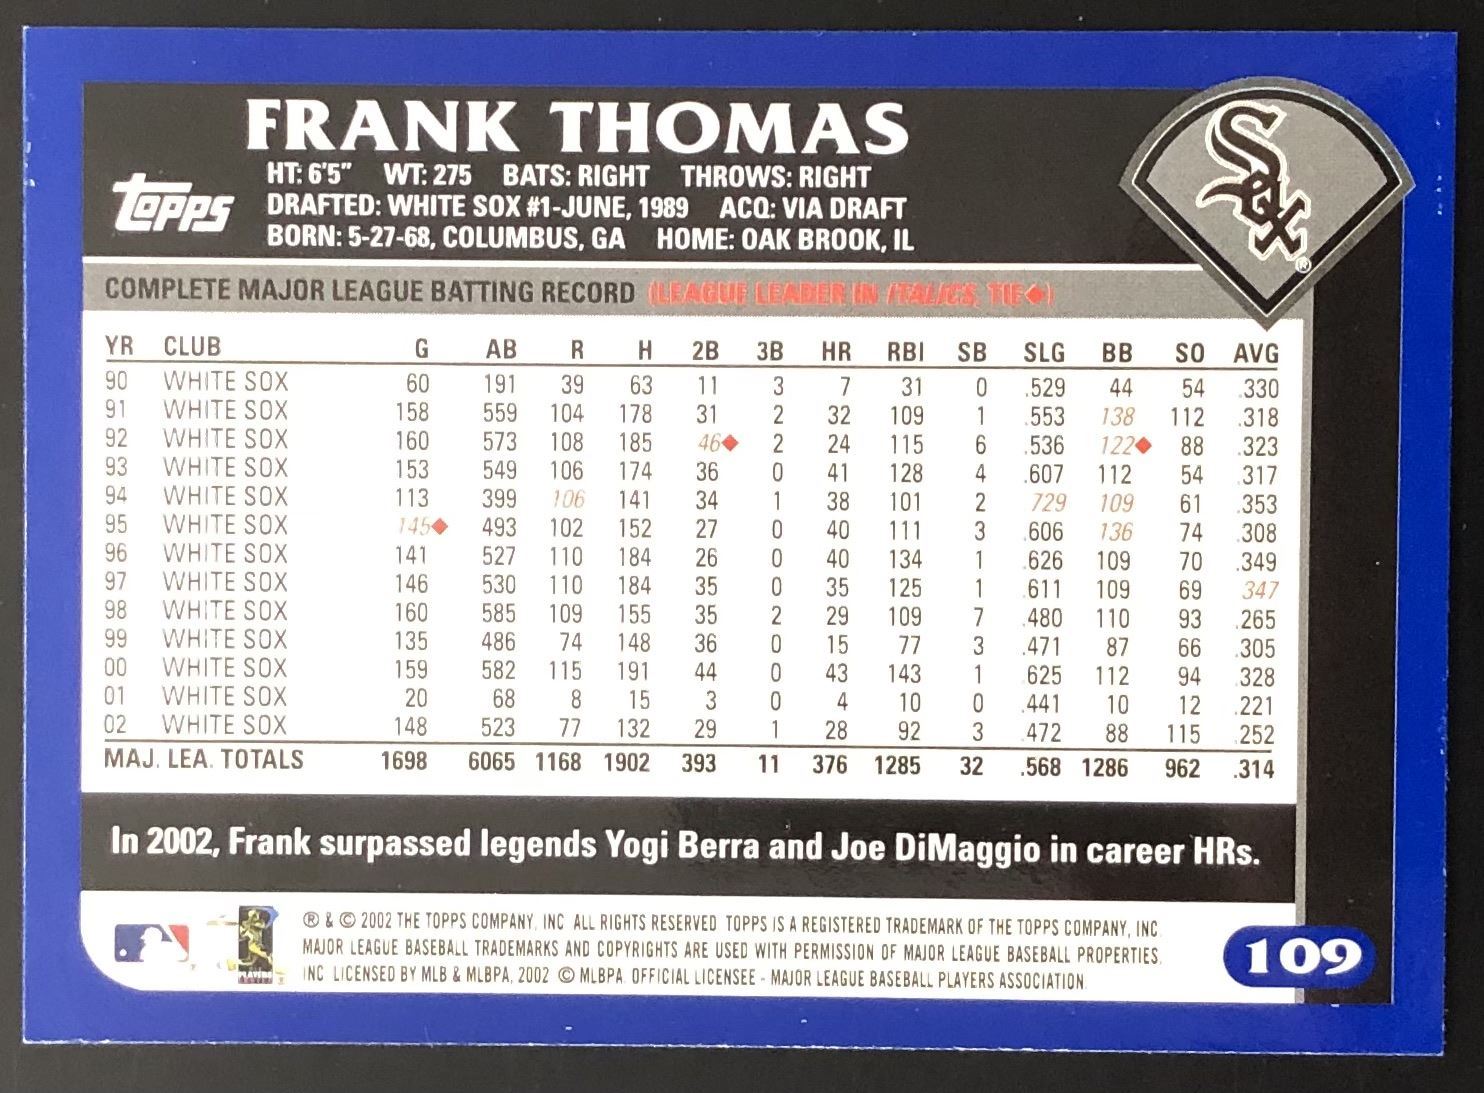 FRANK THOMAS
Topps
HT: 6'5" WT: 275 BATS: RIGHT THROWS: RIGHT
DRAFTED: WHITE SOX #1-JUNE, 1989 ACQ: VIA DRAFT
BORN: 5-27-68, COLUMBUS, GA HOME: OAK BROOK, IL
Sox ®
COMPLETE MAJOR LEAGUE BATTING RECORD (LEAGUE LEADER IN ITALICS, TIE◆)
YR CLUB G AB R H 2B 3B HR RBI SB SLG BB SO AVG
90 WHITE SOX 60 191 39 63 11 3 7 31 0 .529 44 54 .330
91 WHITE SOX 158 559 104 178 31 2 32 109 1 .553 138 112 .318
92 WHITE SOX 160 573 108 185 46◆ 2 24 115 6 .536 122◆ 88 .323
93 WHITE SOX 153 549 106 174 36 0 41 128 4 .607 112 54 .317
94 WHITE SOX 113 399 106 141 34 1 38 101 2 .729 109 61 .353
95 WHITE SOX 145◆ 493 102 152 27 0 40 111 3 .606 136 74 .308
96 WHITE SOX 141 527 110 184 26 0 40 134 1 .626 109 70 .349
97 WHITE SOX 146 530 110 184 35 0 35 125 1 .611 109 69 .347
98 WHITE SOX 160 585 109 155 35 2 29 109 7 .480 110 93 .265
99 WHITE SOX 135 486 74 148 36 0 15 77 3 .471 87 66 .305
00 WHITE SOX 159 582 115 191 44 0 43 143 1 .625 112 94 .328
01 WHITE SOX 20 68 8 15 3 0 4 10 0 .441 10 12 .221
02 WHITE SOX 148 523 77 132 29 1 28 92 3 .472 88 115 .252
MAJ. LEA. TOTALS 1698 6065 1168 1902 393 11 376 1285 32 .568 1286 962 .314
In 2002, Frank surpassed legends Yogi Berra and Joe DiMaggio in career HRs.
® & © 2002 THE TOPPS COMPANY, INC. ALL RIGHTS RESERVED. TOPPS IS A REGISTERED TRADEMARK OF THE TOPPS COMPANY, INC.
MAJOR LEAGUE BASEBALL TRADEMARKS AND COPYRIGHTS ARE USED WITH PERMISSION OF MAJOR LEAGUE BASEBALL PROPERTIES,
INC. LICENSED BY MLB & MLBPA, 2002 © MLBPA. OFFICIAL LICENSEE - MAJOR LEAGUE BASEBALL PLAYERS ASSOCIATION
PLAYERS
109